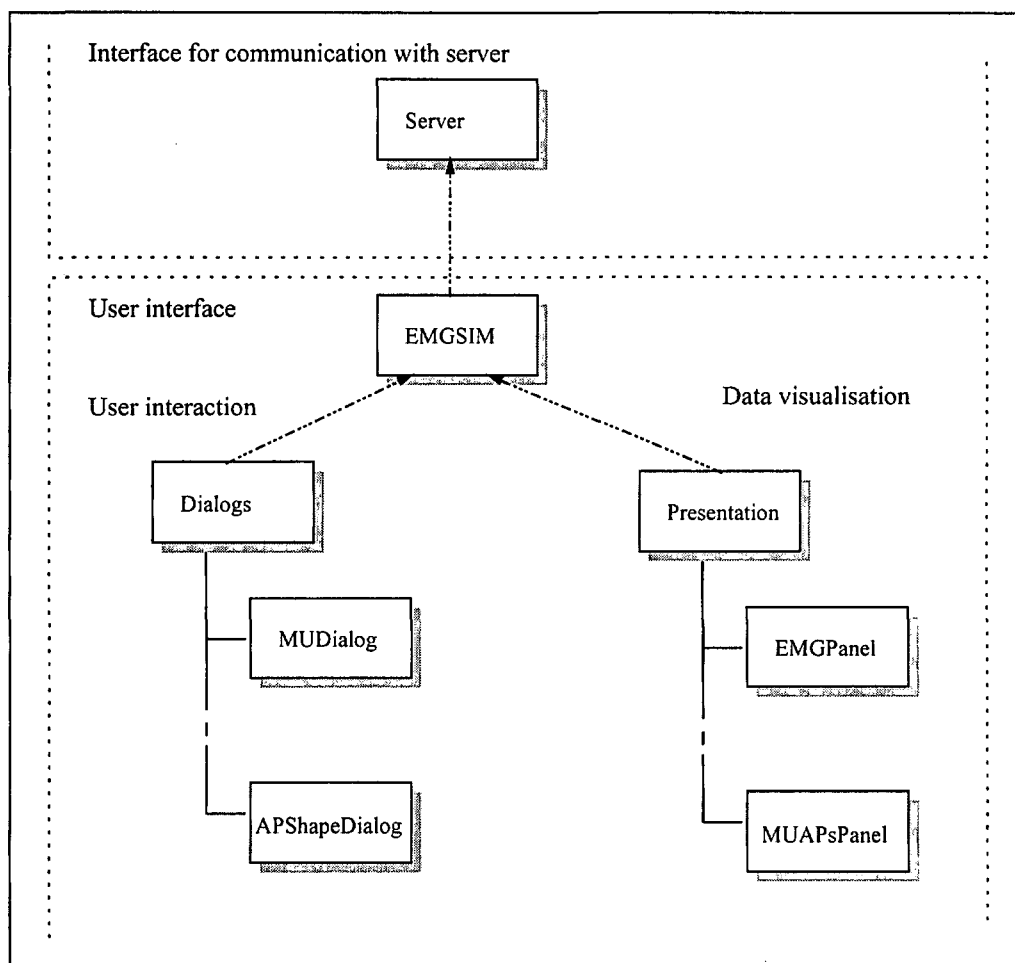 Interface for communication with server
Server
User interface
EMGSIM
User interaction
Data visualisation
Dialogs
Presentation
MUDialog
EMGPanel
APShapeDialog
MUAPsPanel